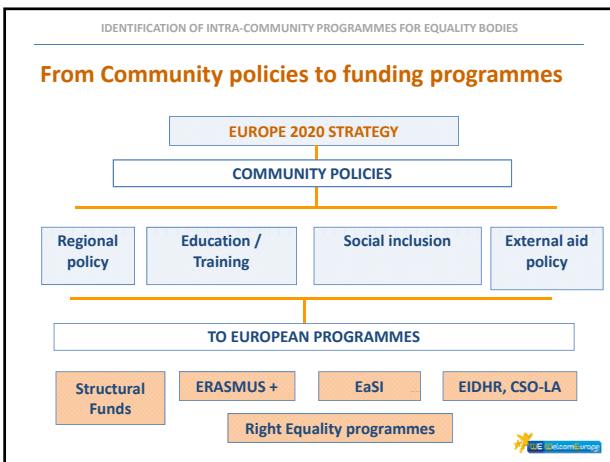 IDENTIFICATION OF INTRA-COMMUNITY PROGRAMMES FOR EQUALITY BODIES
From Community policies to funding programmes
EUROPE 2020 STRATEGY
COMMUNITY POLICIES
Regional policy
Education / Training
Social inclusion
External aid policy
TO EUROPEAN PROGRAMMES
Structural Funds
ERASMUS +
EaSI
EIDHR, CSO-LA
Right Equality programmes
WE WelcomEurope